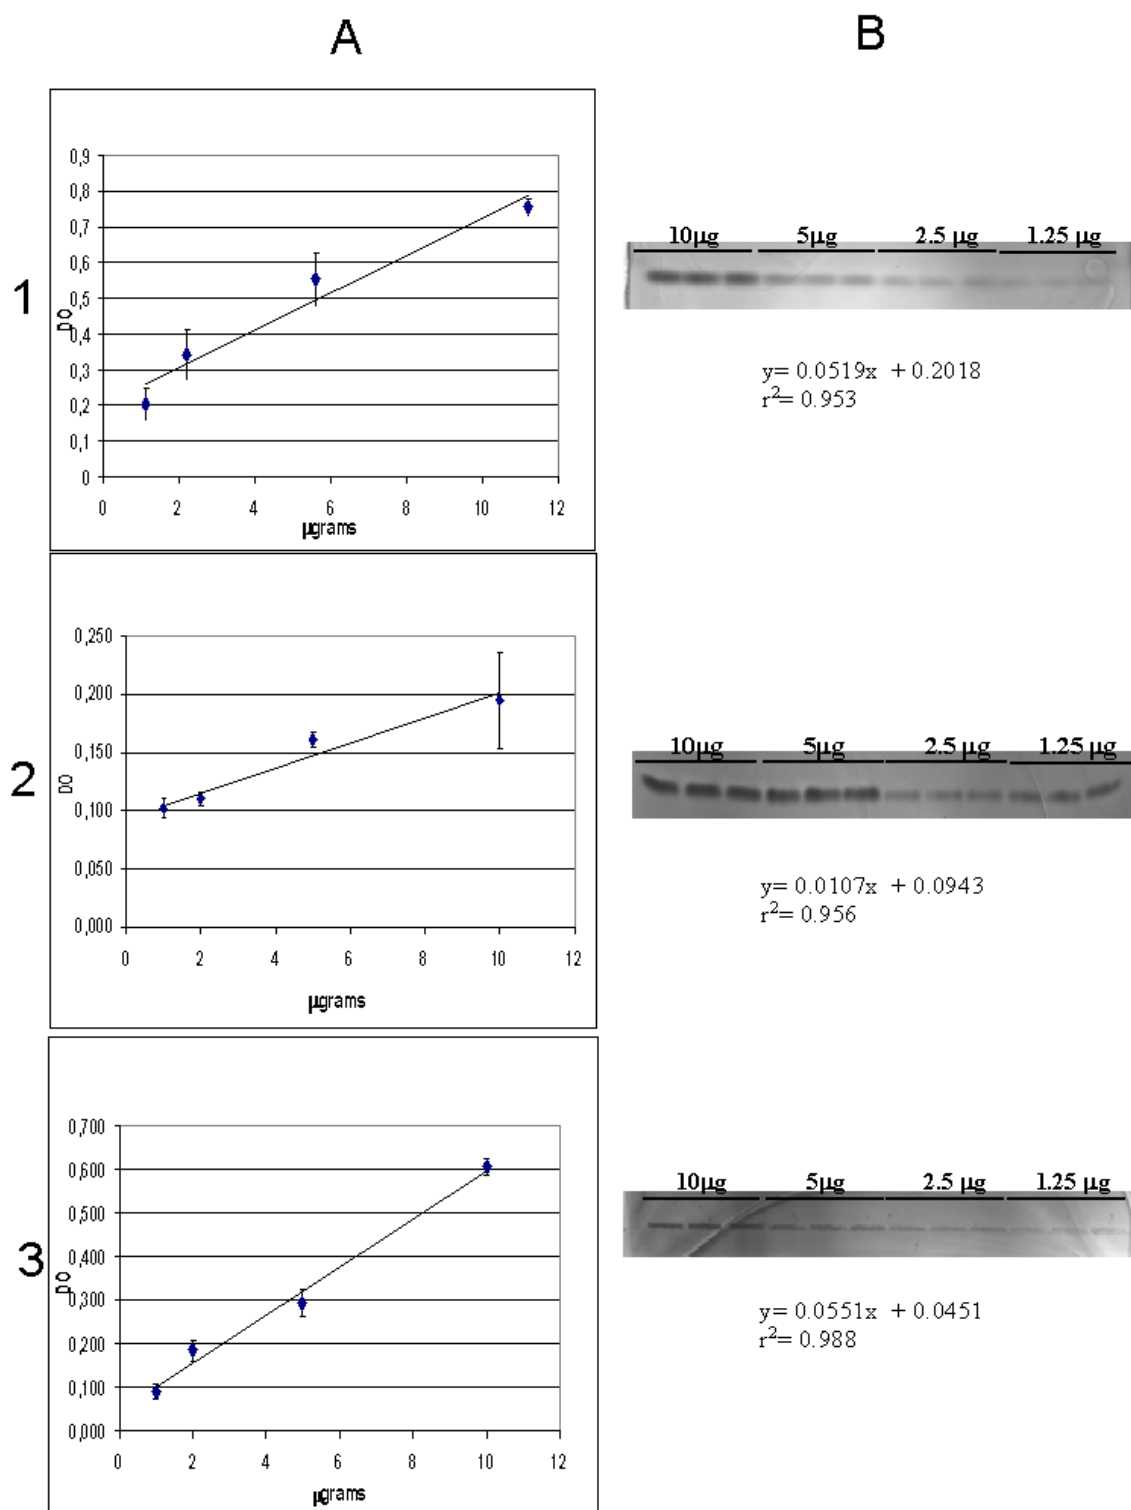 A
B
1
0,9
0,8
0,7
0,6
0,5
0,4
0,3
0,2
0,1
0
DO
0 2 4 6 8 10 12
µgrams
10µg 5µg 2.5 µg 1.25 µg
y= 0.0519x + 0.2018
r²= 0.953
2
0,250
0,200
0,150
0,100
0,050
0,000
DO
0 2 4 6 8 10 12
µgrams
10µg 5µg 2.5 µg 1.25 µg
y= 0.0107x + 0.0943
r²= 0.956
3
0,700
0,600
0,500
0,400
0,300
0,200
0,100
0,000
DO
0 2 4 6 8 10 12
µgrams
10µg 5µg 2.5 µg 1.25 µg
y= 0.0551x + 0.0451
r²= 0.988